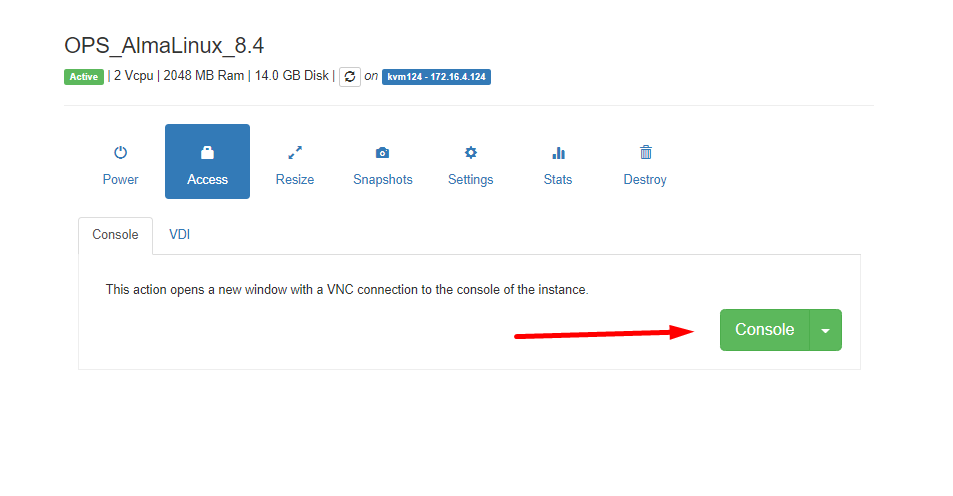 OPS_AlmaLinux_8.4
Active | 2 Vcpu | 2048 MB Ram | 14.0 GB Disk | on kvm124 - 172.16.4.124
Power Access Resize Snapshots Settings Stats Destroy
Console VDI
This action opens a new window with a VNC connection to the console of the instance.
Console